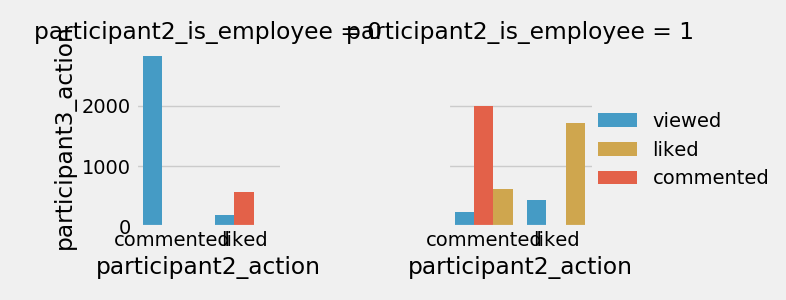 participant2_is_employee = 0
participant2_is_employee = 1
participant3_action
2000
1000
0
commented
liked
participant2_action
commented
liked
participant2_action
viewed
liked
commented